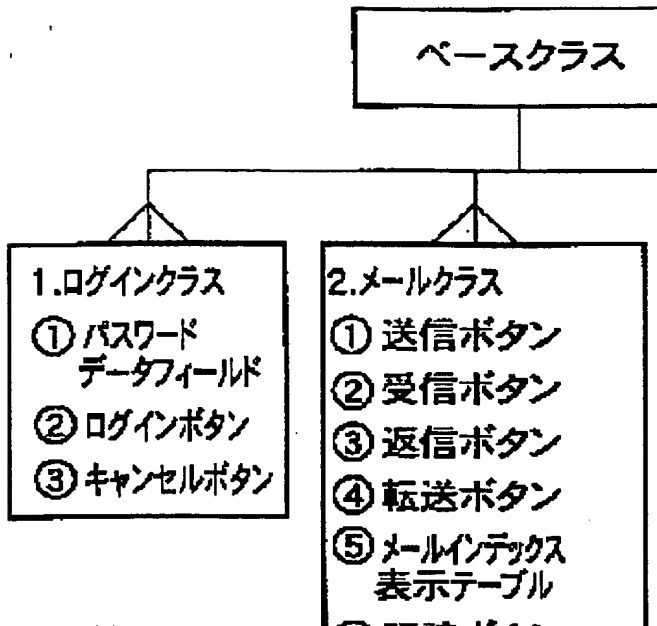 ベースクラス
1.ログインクラス
① パスワード
データフィールド
② ログインボタン
③ キャンセルボタン
2.メールクラス
① 送信ボタン
② 受信ボタン
③ 返信ボタン
④ 転送ボタン
⑤ メールインデックス
表示テーブル